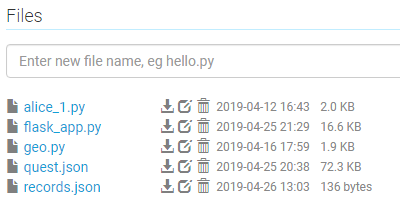 Files
Enter new file name, eg hello.py
alice_1.py 2019-04-12 16:43 2.0 KB
flask_app.py 2019-04-25 21:29 16.6 KB
geo.py 2019-04-16 17:59 1.9 KB
quest.json 2019-04-25 20:38 72.3 KB
records.json 2019-04-26 13:03 136 bytes